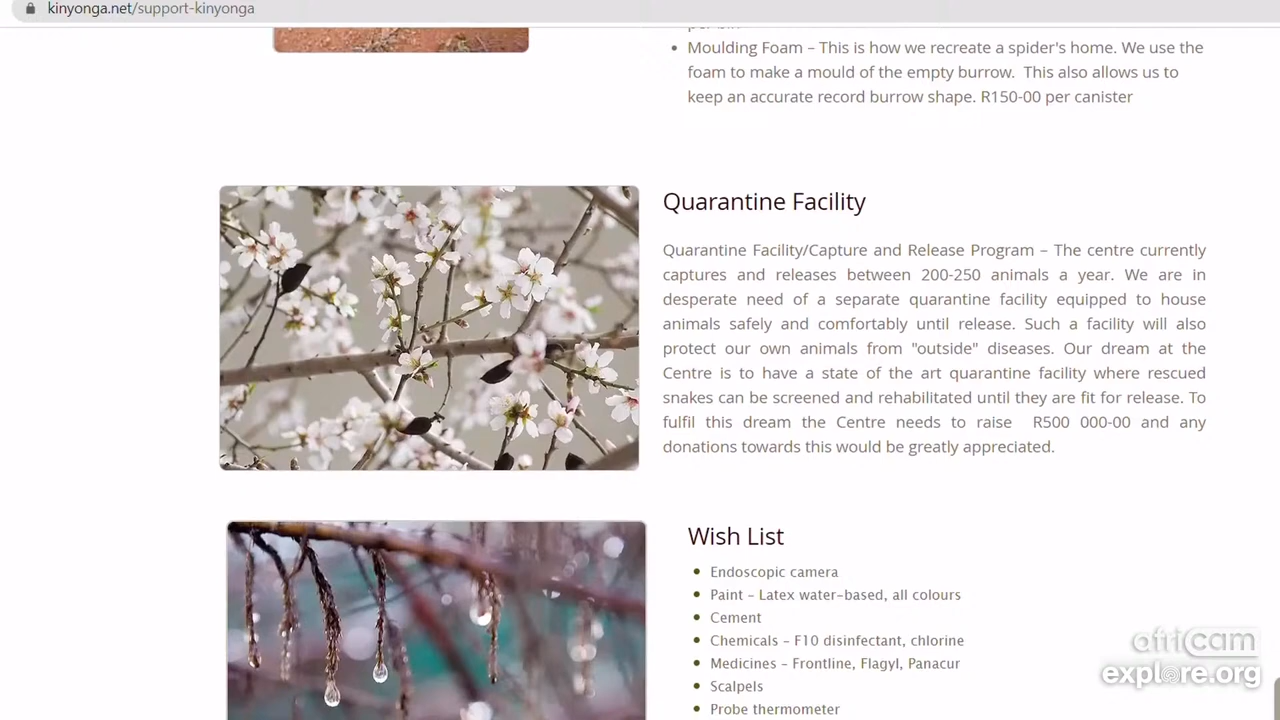 kinyonga.net/support-kinyonga
Moulding Foam – This is how we recreate a spider's home. We use the
foam to make a mould of the empty burrow.  This also allows us to
keep an accurate record burrow shape. R150-00 per canister
Quarantine Facility
Quarantine Facility/Capture and Release Program – The centre currently
captures and releases between 200-250 animals a year. We are in
desperate need of a separate quarantine facility equipped to house
animals safely and comfortably until release. Such a facility will also
protect our own animals from "outside" diseases. Our dream at the
Centre is to have a state of the art quarantine facility where rescued
snakes can be screened and rehabilitated until they are fit for release. To
fulfil this dream the Centre needs to raise  R500 000-00 and any
donations towards this would be greatly appreciated.
Wish List
Endoscopic camera
Paint – Latex water-based, all colours
Cement
Chemicals – F10 disinfectant, chlorine
Medicines – Frontline, Flagyl, Panacur
Scalpels
Probe thermometer
africam
explore.org